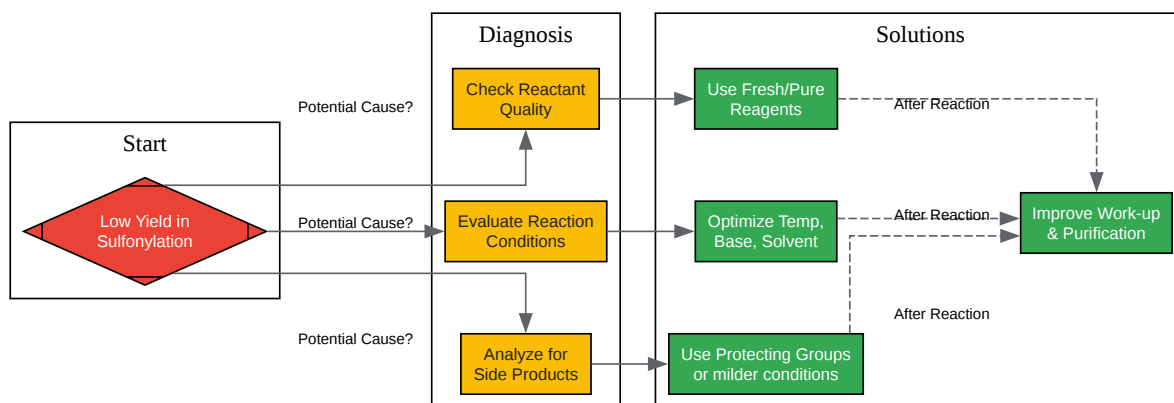 Diagnosis
Solutions
Start
Potential Cause?
Check Reactant
Quality
Use Fresh/Pure
Reagents
After Reaction
Low Yield in
Sulfonylation
Potential Cause?
Evaluate Reaction
Conditions
Optimize Temp,
Base, Solvent
After Reaction
Improve Work-up
& Purification
Potential Cause?
Analyze for
Side Products
Use Protecting Groups
or milder conditions
After Reaction